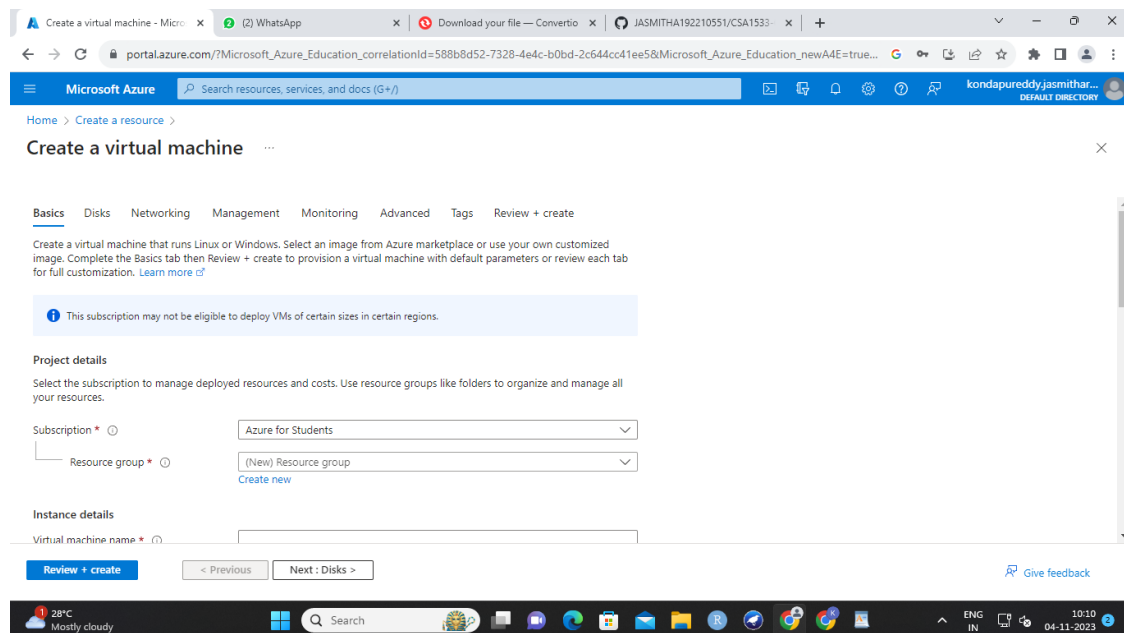 Create a virtual machine - Micro
(2) WhatsApp
Download your file — Convertio
JASMITHA192210551/CSA1533-
portal.azure.com/?Microsoft_Azure_Education_correlationId=588b8d52-7328-4e4c-b0bd-2c644cc41ee5&Microsoft_Azure_Education_newA4E=true...
Microsoft Azure
Search resources, services, and docs (G+/)
kondapureddy.jasmithar...
DEFAULT DIRECTORY
Home > Create a resource >
Create a virtual machine ...
Basics Disks Networking Management Monitoring Advanced Tags Review + create
Create a virtual machine that runs Linux or Windows. Select an image from Azure marketplace or use your own customized
image. Complete the Basics tab then Review + create to provision a virtual machine with default parameters or review each tab
for full customization. Learn more
This subscription may not be eligible to deploy VMs of certain sizes in certain regions.
Project details
Select the subscription to manage deployed resources and costs. Use resource groups like folders to organize and manage all
your resources.
Subscription *
Azure for Students
Resource group *
(New) Resource group
Create new
Instance details
Virtual machine name *
Review + create
< Previous
Next : Disks >
Give feedback
1
28°C
Mostly cloudy
Search
R
K
ENG
IN
10:10
04-11-2023
2